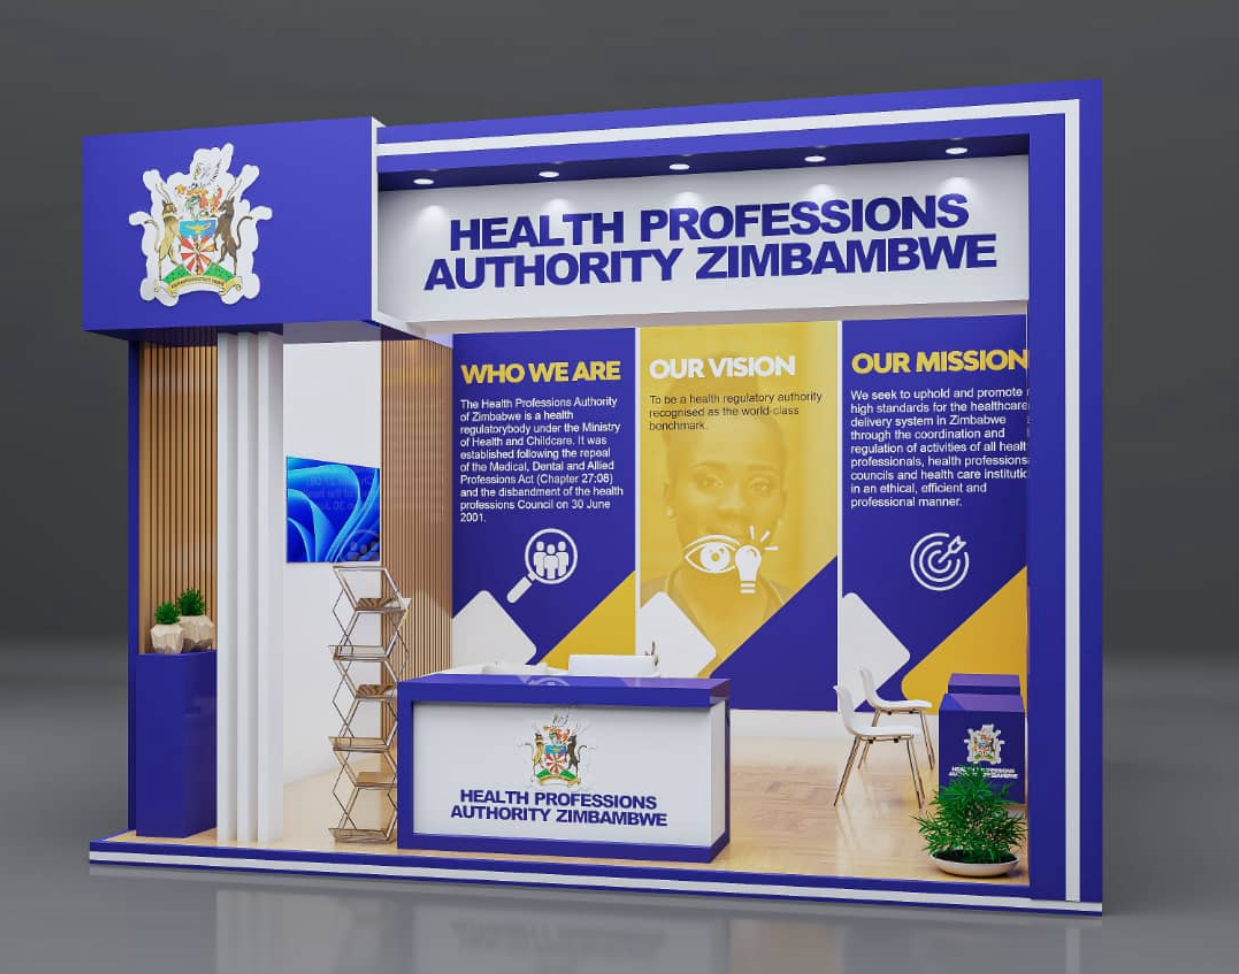 HEALTH PROFESSIONS
AUTHORITY ZIMBAMBWE
WHO WE ARE
The Health Professions Authority
of Zimbabwe is a health
regulatorybody under the Ministry
of Health and Childcare. It was
established following the repeal
of the Medical, Dental and Allied
Professions Act (Chapter 27:08)
and the disbandment of the health
professions Council on 30 June
2001.
OUR VISION
To be a health regulatory authority
recognised as the world-class
benchmark.
OUR MISSION
We seek to uphold and promote
high standards for the healthcare
delivery system in Zimbabwe
through the coordination and
regulation of activities of all
professionals, health professions
councils and health care
in an ethical, efficient and
professional manner.
HEALTH PROFESSIONS
AUTHORITY ZIMBAMBWE